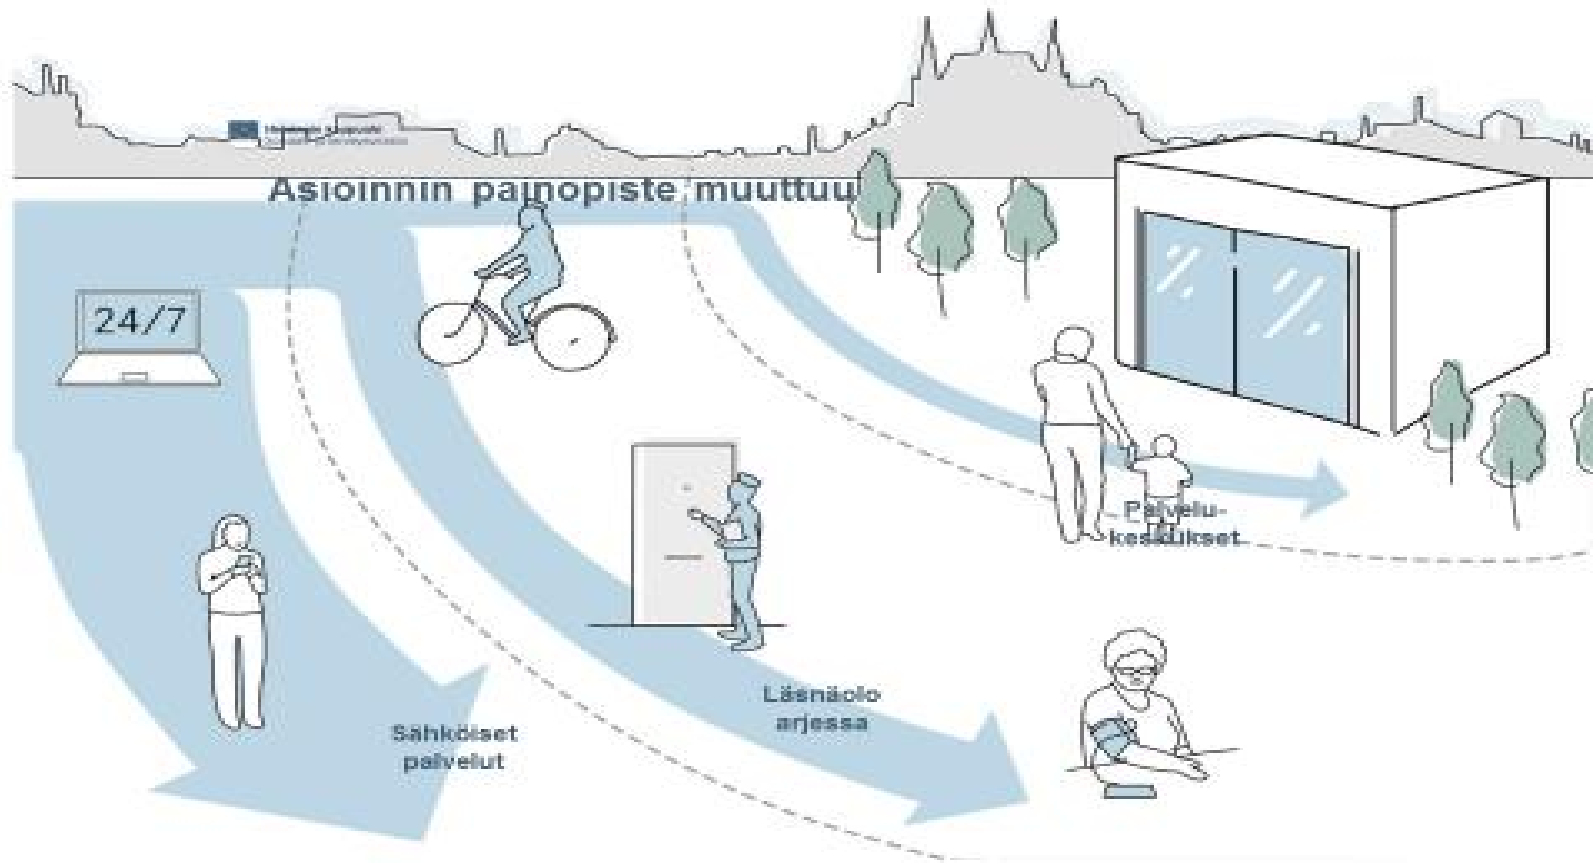 Asioinnin painopiste muuttuu
24/7
Palvelu-
keskukset
Läsnäolo
arjessa
Sähköiset
palvelut